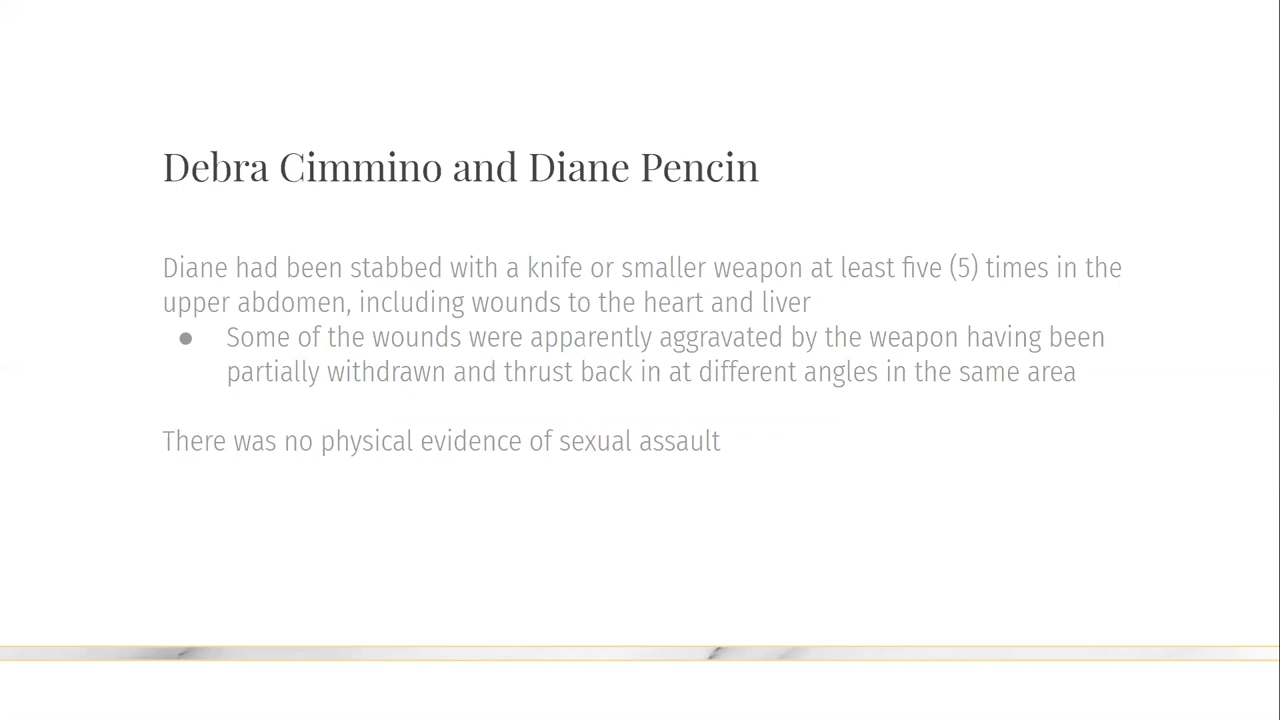 Debra Cimmino and Diane Pencin
Diane had been stabbed with a knife or smaller weapon at least five (5) times in the
upper abdomen, including wounds to the heart and liver
● Some of the wounds were apparently aggravated by the weapon having been
partially withdrawn and thrust back in at different angles in the same area
There was no physical evidence of sexual assault